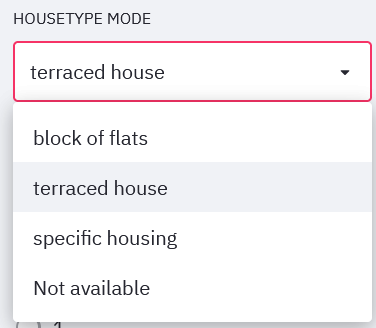 HOUSETYPE MODE
terraced house
block of flats
terraced house
specific housing
Not available